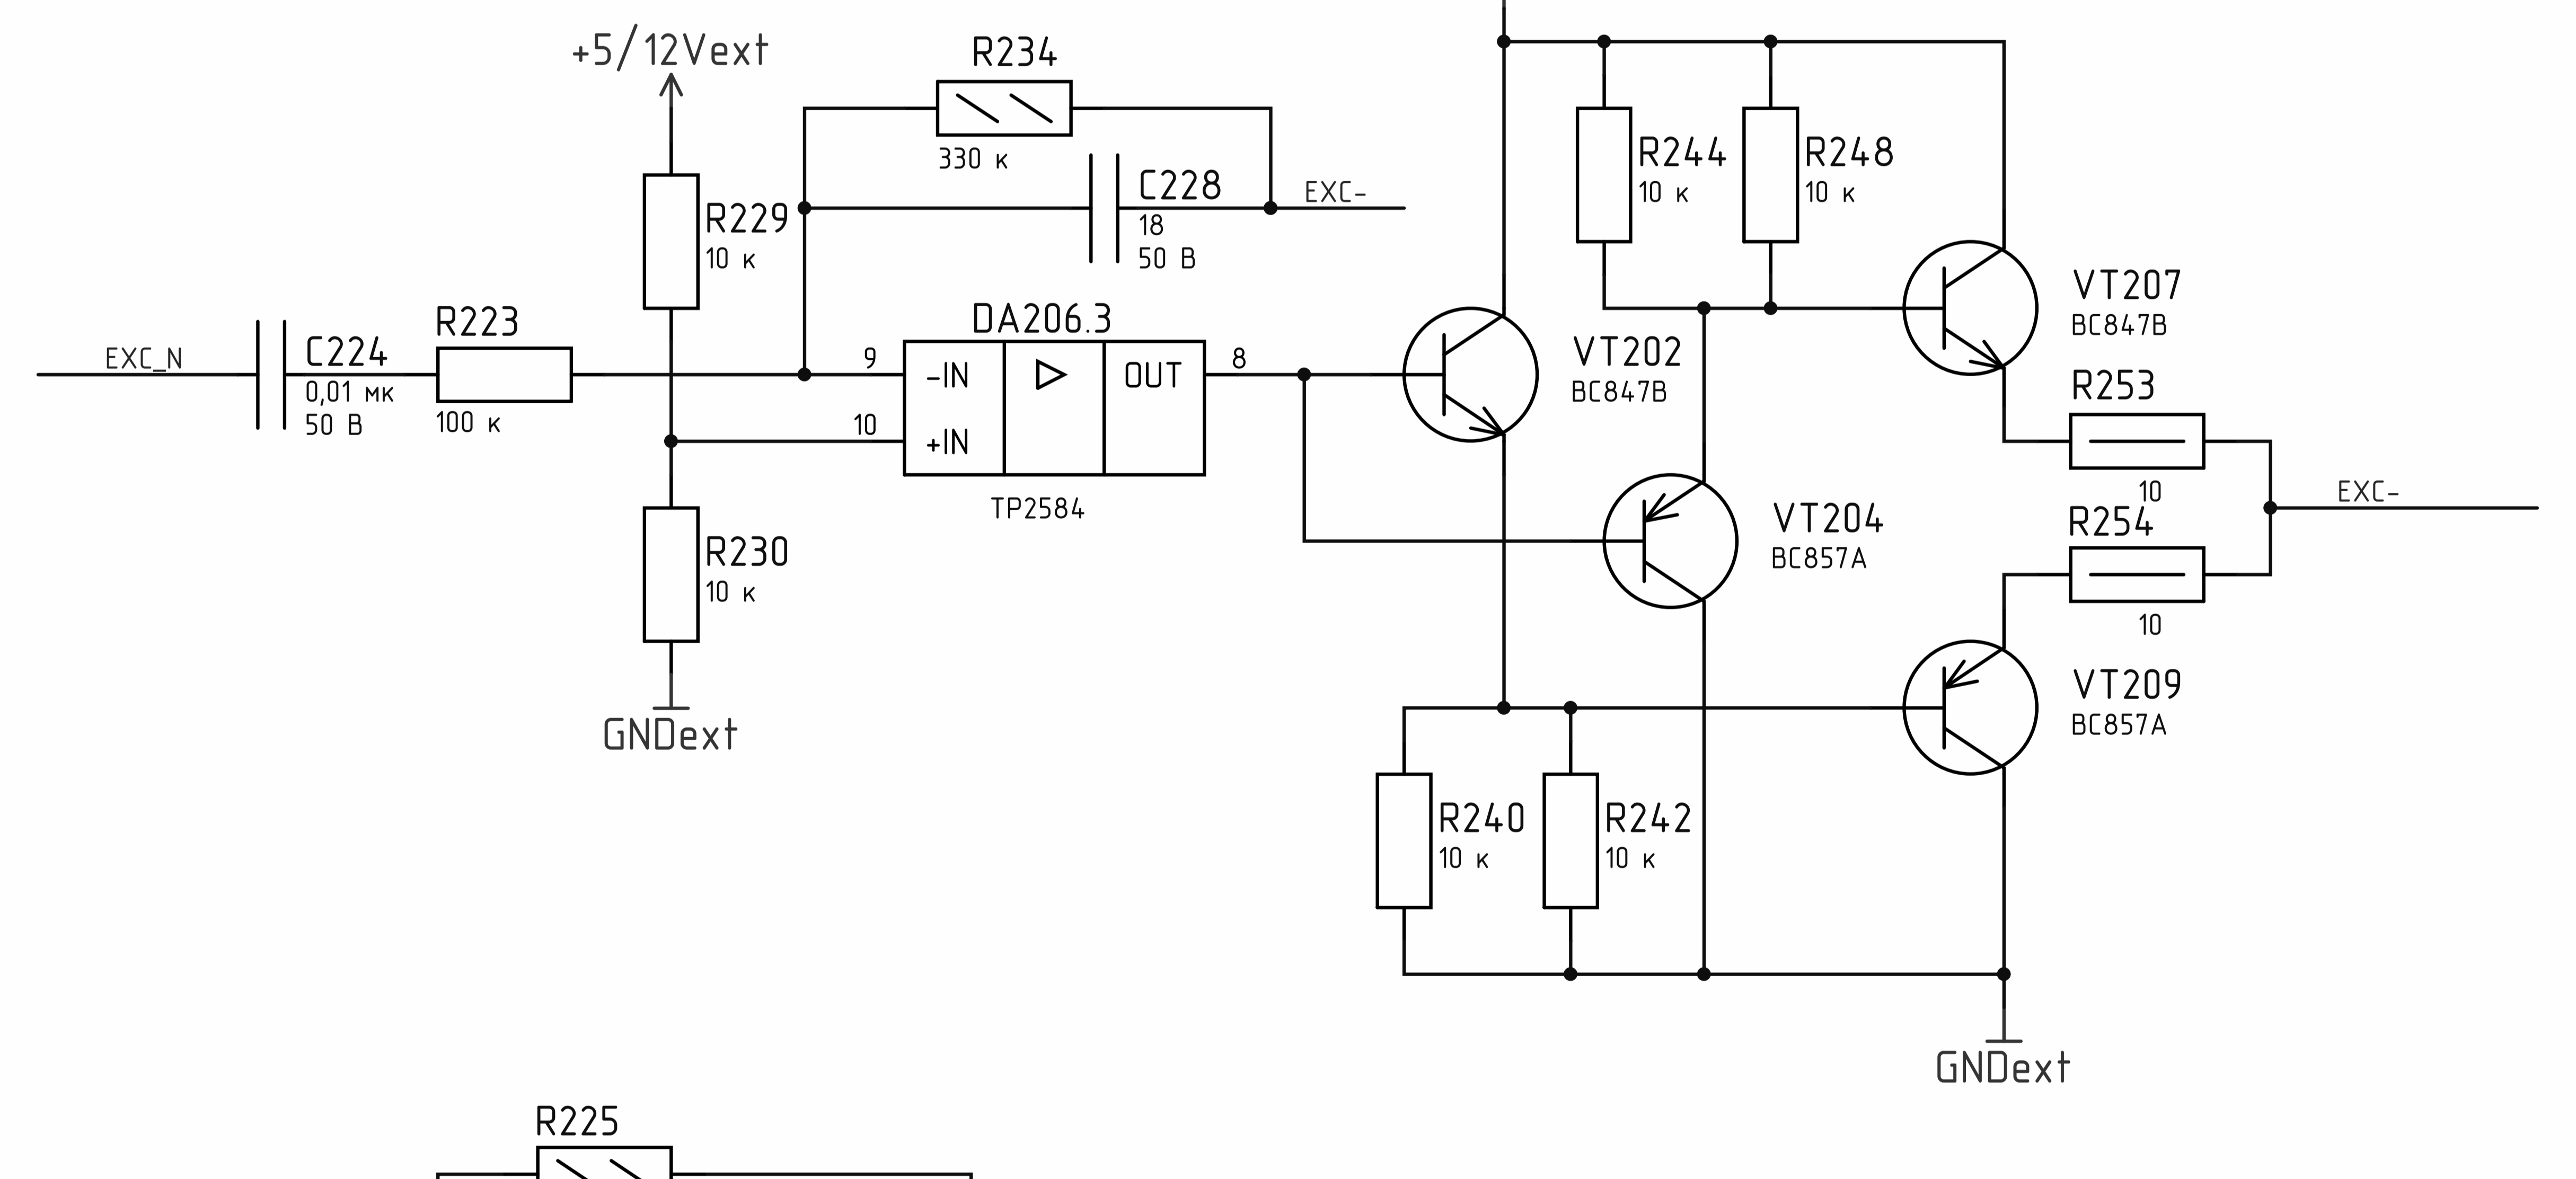 +5/12Vext
R234
330 к
C228
18
50 В
EXC-
R229
10 к
R244
10 к
R248
10 к
VT207
BC847B
EXC_N
C224
0,01 мк
50 В
R223
100 к
DA206.3
9
-IN
OUT
8
10
+IN
TP2584
VT202
BC847B
R253
10
EXC-
R254
10
VT204
BC857A
R230
10 к
GNDext
VT209
BC857A
R240
10 к
R242
10 к
GNDext
R225